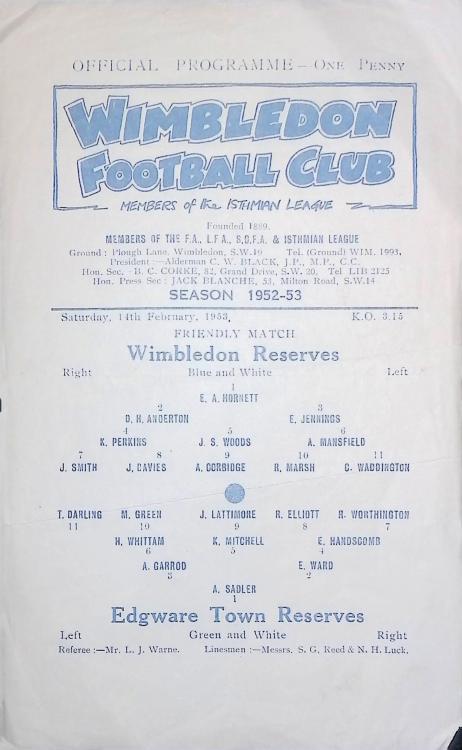 OFFICIAL PROGRAMME — ONE PENNY
WIMBLEDON
FOOTBALL CLUB
MEMBERS of the ISTHMIAN LEAGUE
Founded 1889.
MEMBERS OF THE F.A., L.F.A., S.C.F.A. & ISTHMIAN LEAGUE
Ground : Plough Lane, Wimbledon, S.W.19 Tel. (Ground) WIM. 1993,
President :—Alderman C. W. BLACK, J.P., M.P., C.C.
Hon. Sec. - B. C. CORKE, 82, Grand Drive, S.W. 20. Tel LIB 2125
Hon. Press Sec : JACK BLANCHE, 53, Milton Road, S.W.14
SEASON 1952-53
Saturday, 14th February, 1953, K.O. 3.15
FRIENDLY MATCH
Wimbledon Reserves
Right Blue and White Left
1
E. A. HORNETT
2 3
D. H. ANDERTON E. JENNINGS
4 5 6
K. PERKINS J. S. WOODS A. MANSFIELD
7 8 9 10 11
J. SMITH J. DAVIES A. CORBIDGE R. MARSH C. WADDINGTON
T. DARLING M. GREEN J. LATTIMORE R. ELLIOTT R. WORTHINGTON
11 10 9 8 7
H. WHITTAM K. MITCHELL E. HANDSCOMB
6 5 4
A. GARROD E. WARD
3 2
A. SADLER
1
Edgware Town Reserves
Left Green and White Right
Referee :—Mr. L. J. Warne. Linesmen :—Messrs. S. G. Reed & N. H. Luck.